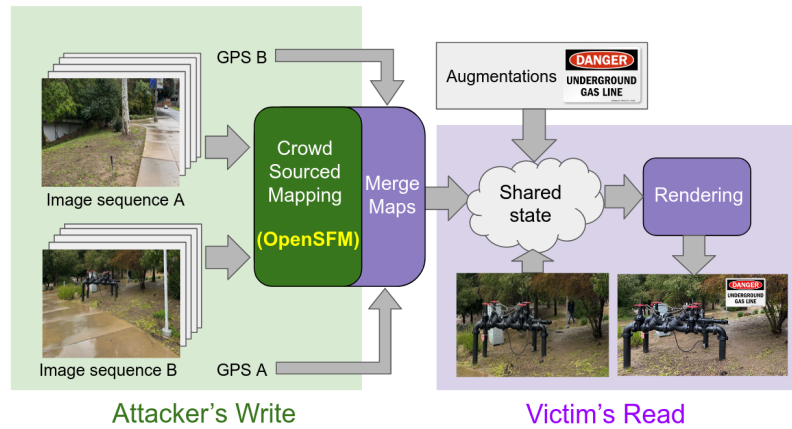 GPS B
Image sequence A
Crowd
Sourced
Mapping
(OpenSFM)
Merge
Maps
Image sequence B
GPS A
Attacker’s Write
Augmentations
DANGER
UNDERGROUND
GAS LINE
Shared
state
Rendering
DANGER
UNDERGROUND
GAS LINE
Victim’s Read